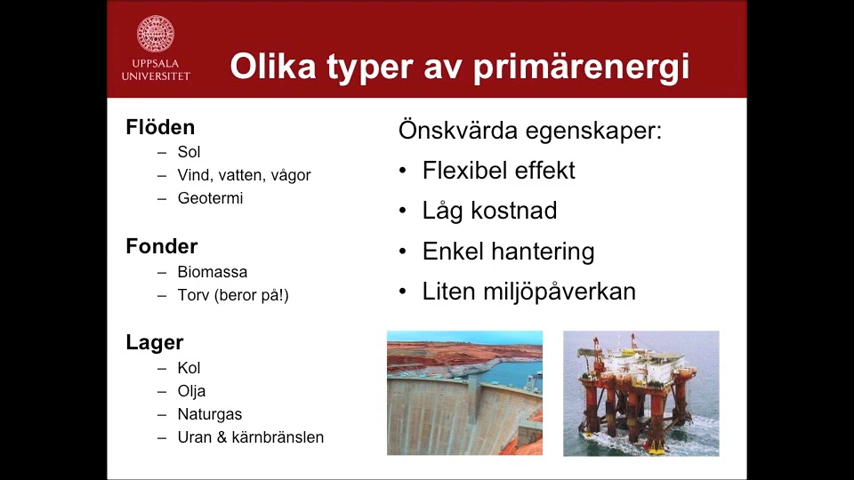 UPPSALA
UNIVERSITET
Olika typer av primärenergi
Flöden
– Sol
– Vind, vatten, vågor
– Geotermi
Fonder
– Biomassa
– Torv (beror på!)
Lager
– Kol
– Olja
– Naturgas
– Uran & kärnbränslen
Önskvärda egenskaper:
• Flexibel effekt
• Låg kostnad
• Enkel hantering
• Liten miljöpåverkan